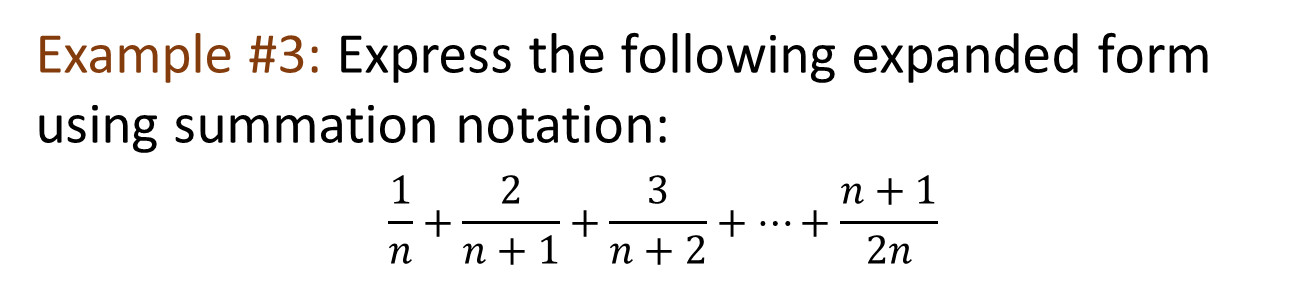 Example #3: Express the following expanded form
using summation notation:
1/n + 2/(n + 1) + 3/(n + 2) + ⋯ + (n + 1)/2n